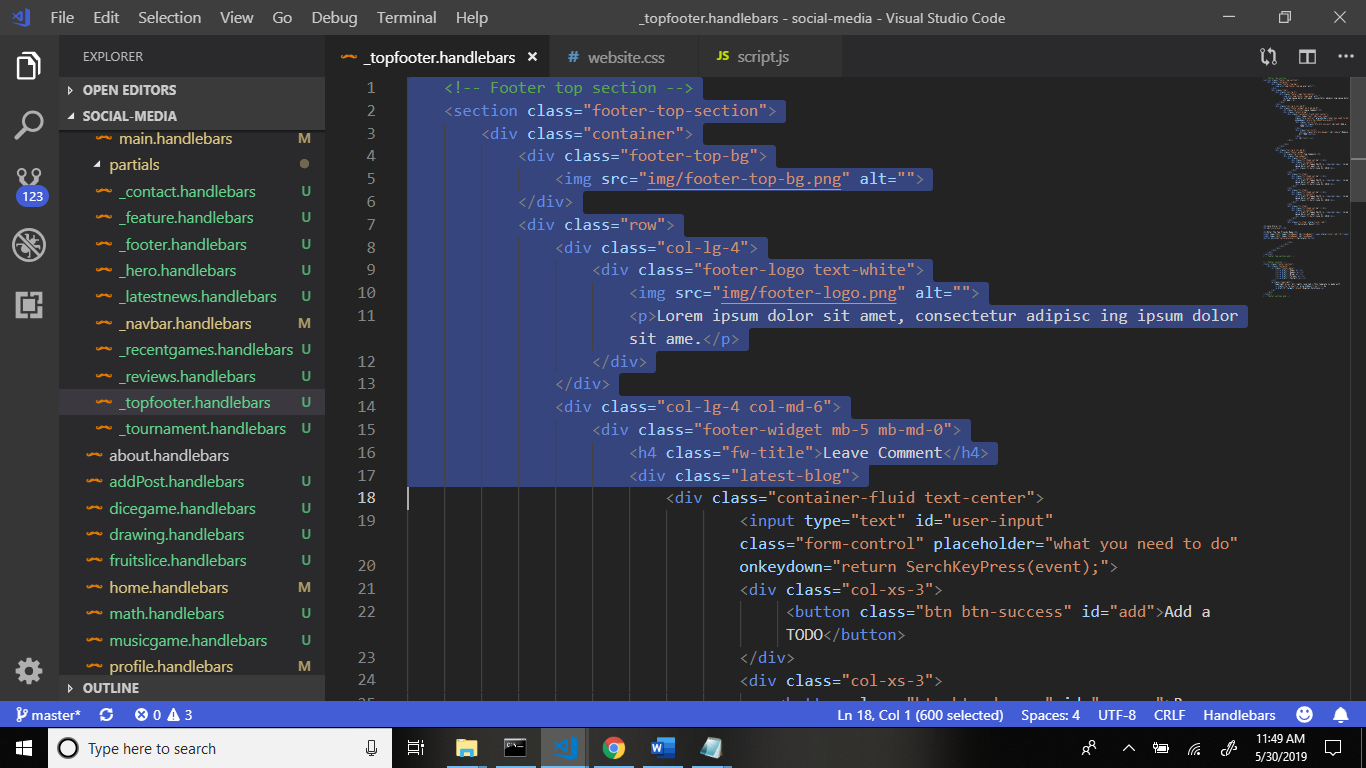 File Edit Selection View Go Debug Terminal Help _topfooter.handlebars - social-media - Visual Studio Code
EXPLORER
_topfooter.handlebars × # website.css JS script.js
OPEN EDITORS
SOCIAL-MEDIA
main.handlebars M
partials
_contact.handlebars U
_feature.handlebars U
_footer.handlebars U
_hero.handlebars U
_latestnews.handlebars U
_navbar.handlebars M
_recentgames.handlebars U
_reviews.handlebars U
_topfooter.handlebars U
_tournament.handlebars U
about.handlebars
addPost.handlebars U
dicegame.handlebars U
drawing.handlebars U
fruitslice.handlebars U
home.handlebars M
math.handlebars U
musicgame.handlebars U
profile.handlebars M
OUTLINE
123
1 <!-- Footer top section -->
2 <section class="footer-top-section">
3 <div class="container">
4 <div class="footer-top-bg">
5 <img src="img/footer-top-bg.png" alt="">
6 </div>
7 <div class="row">
8 <div class="col-lg-4">
9 <div class="footer-logo text-white">
10 <img src="img/footer-logo.png" alt="">
11 <p>Lorem ipsum dolor sit amet, consectetur adipisc ing ipsum dolor
sit ame.</p>
12 </div>
13 </div>
14 <div class="col-lg-4 col-md-6">
15 <div class="footer-widget mb-5 mb-md-0">
16 <h4 class="fw-title">Leave Comment</h4>
17 <div class="latest-blog">
18 <div class="container-fluid text-center">
19 <input type="text" id="user-input"
class="form-control" placeholder="what you need to do"
20 onkeydown="return SerchKeyPress(event);">
21 <div class="col-xs-3">
22 <button class="btn btn-success" id="add">Add a
TODO</button>
23 </div>
24 <div class="col-xs-3">
master* 0 3 Ln 18, Col 1 (600 selected) Spaces: 4 UTF-8 CRLF Handlebars
Type here to search
11:49 AM
5/30/2019